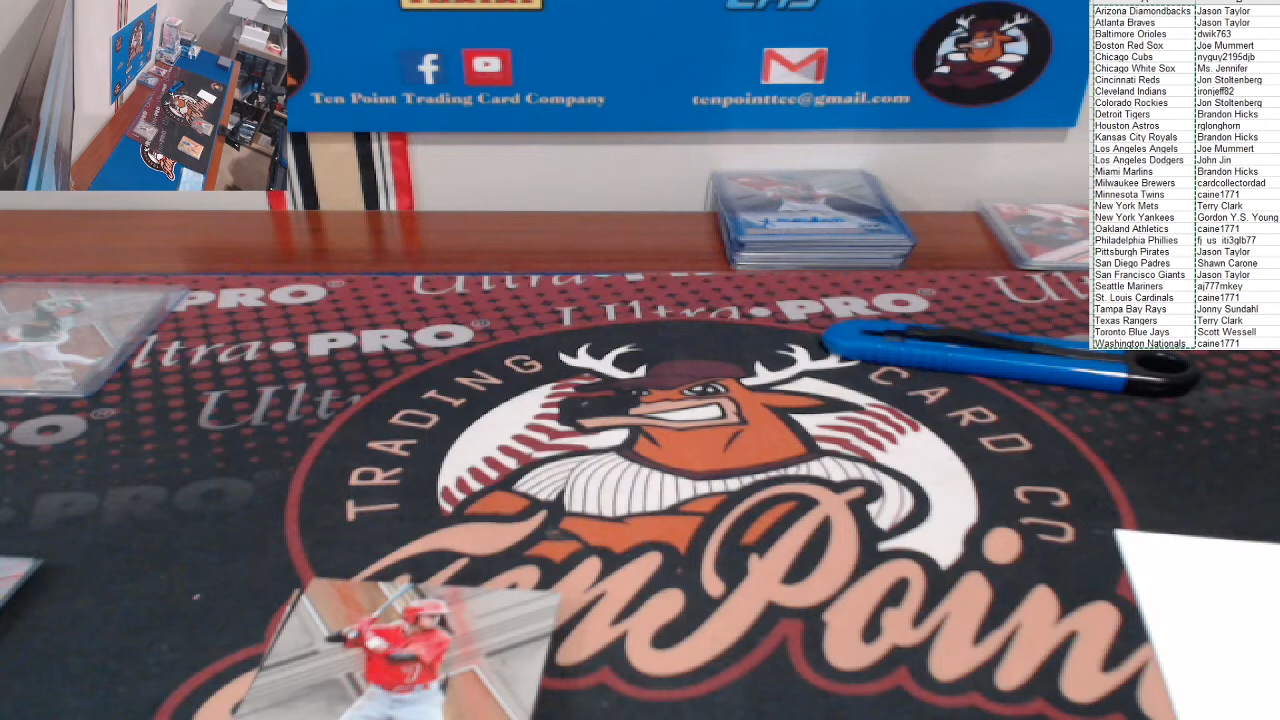 Ten Point Trading Card Company
tenpointtcc@gmail.com
Arizona Diamondbacks Jason Taylor
Atlanta Braves Jason Taylor
Baltimore Orioles dwik763
Boston Red Sox Joe Mummert
Chicago Cubs nyguy2195djb
Chicago White Sox Ms. Jennifer
Cincinnati Reds Jon Stoltenberg
Cleveland Indians ironjeff82
Colorado Rockies Jon Stoltenberg
Detroit Tigers Brandon Hicks
Houston Astros rglonghorn
Kansas City Royals Brandon Hicks
Los Angeles Angels Joe Mummert
Los Angeles Dodgers John Jin
Miami Marlins Brandon Hicks
Milwaukee Brewers cardcollectordad
Minnesota Twins caine1771
New York Mets Terry Clark
New York Yankees Gordon Y.S. Young
Oakland Athletics caine1771
Philadelphia Phillies fj_us_iti3glb77
Pittsburgh Pirates Jason Taylor
San Diego Padres Shawn Carone
San Francisco Giants Jason Taylor
Seattle Mariners aj777mkey
St. Louis Cardinals caine1771
Tampa Bay Rays Jonny Sundahl
Texas Rangers Terry Clark
Toronto Blue Jays Scott Wessell
Washington Nationals caine1771
PRO® Ultra
Ultra•PRO® Ultra•PRO®
Ultra
TRADING CARD CO
Ten Poin